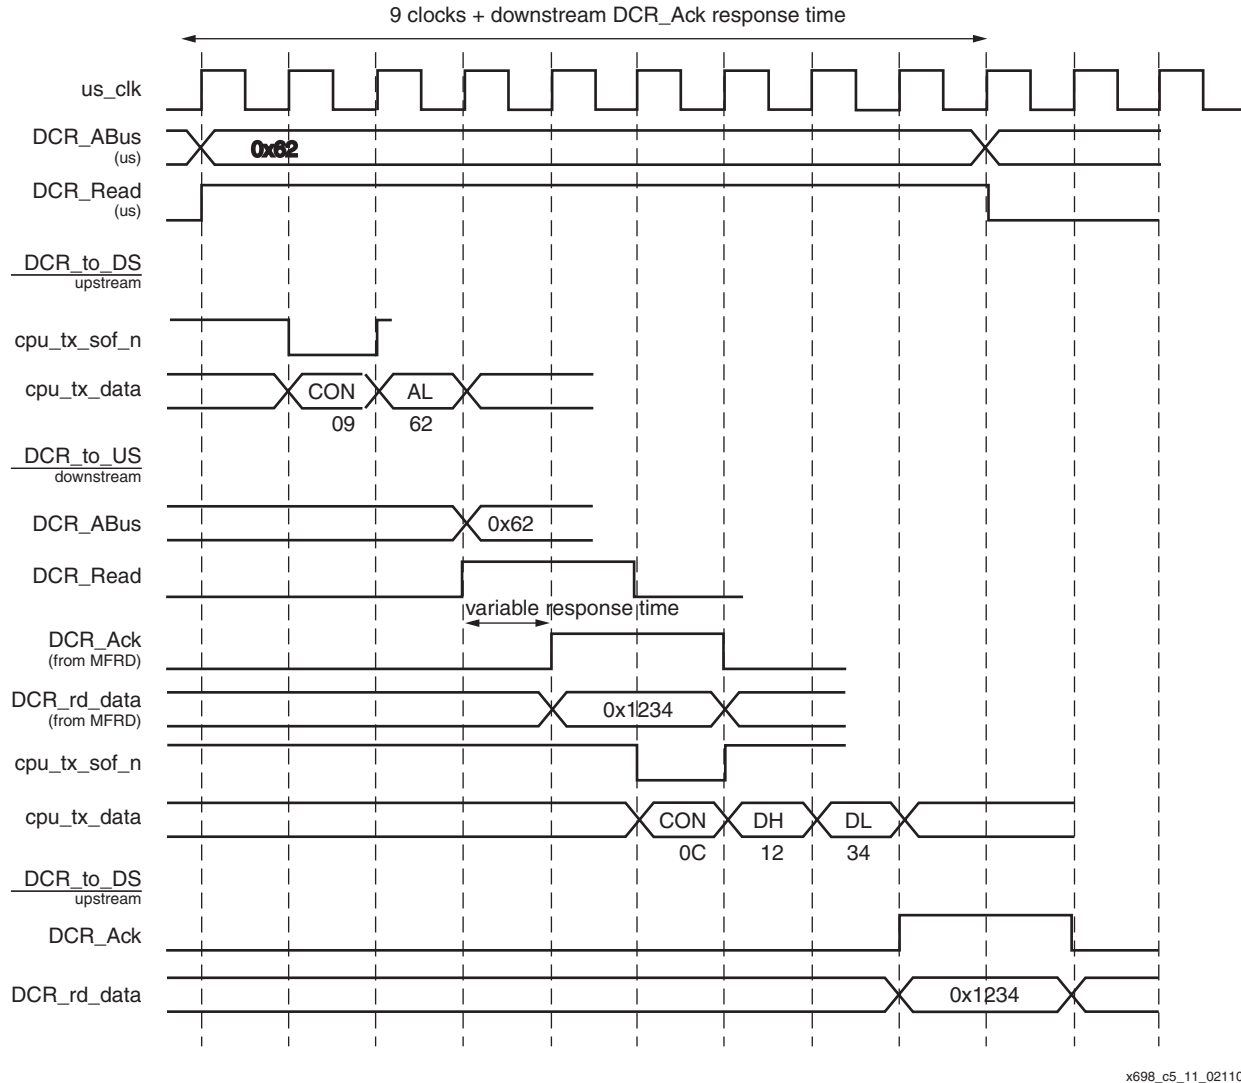 9 clocks + downstream DCR_Ack response time
us_clk
DCR_ABus
(us)
0x62
DCR_Read
(us)
DCR_to_DS
upstream
cpu_tx_sof_n
cpu_tx_data
CON
AL
09
62
DCR_to_US
downstream
DCR_ABus
0x62
DCR_Read
variable response time
DCR_Ack
(from MFRD)
DCR_rd_data
(from MFRD)
0x1234
cpu_tx_sof_n
cpu_tx_data
CON
DH
DL
0C
12
34
DCR_to_DS
upstream
DCR_Ack
DCR_rd_data
0x1234
x698_c5_11_02110